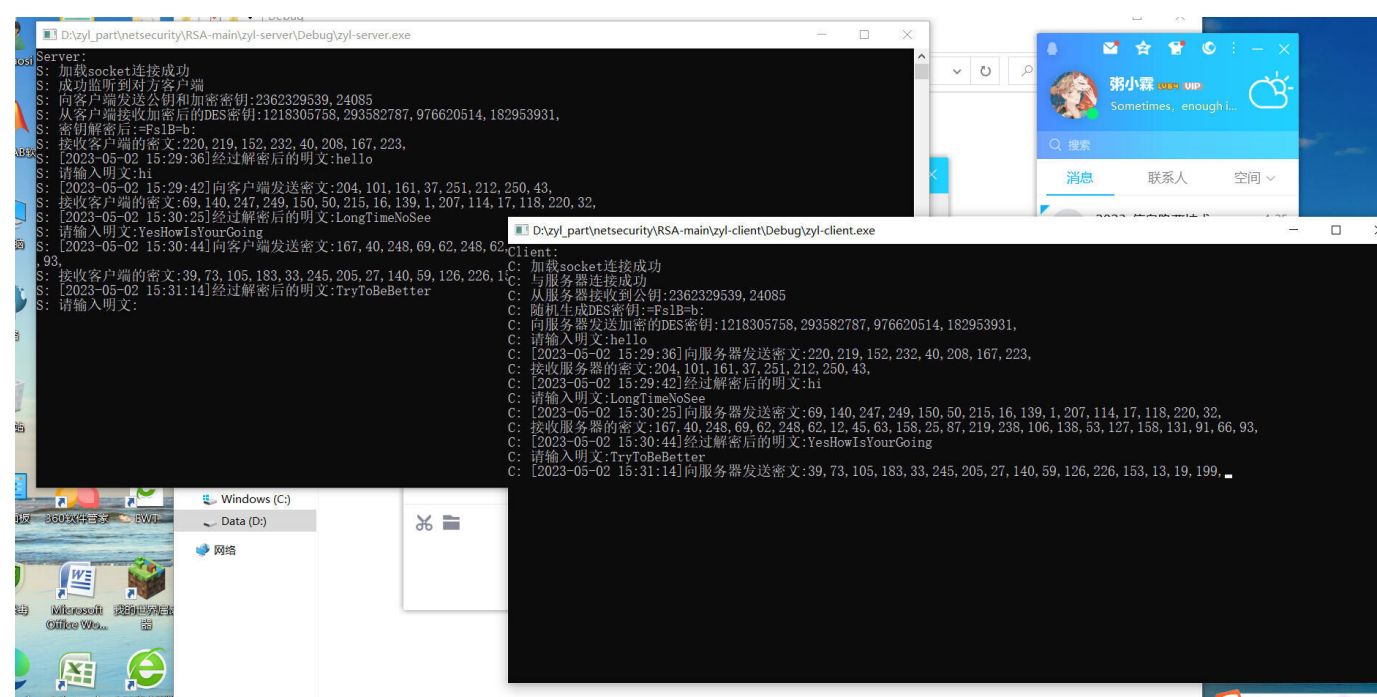 Debug
D:\zyl_part\netsecurity\RSA-main\zyl-server\Debug\zyl-server.exe
Server:
S: 加载socket连接成功
S: 成功监听到对方客户端
S: 向客户端发送公钥和加密密钥:2362329539,24085
S: 从客户端接收加密后的DES密钥:1218305758,293582787,976620514,182953931,
S: 密钥解密后:=FslB=b:
S: 接收客户端的密文:220,219,152,232,40,208,167,223,
S: [2023-05-02 15:29:36]经过解密后的明文:hello
S: 请输入明文:hi
S: [2023-05-02 15:29:42]向客户端发送密文:204,101,161,37,251,212,250,43,
S: 接收客户端的密文:69,140,247,249,150,50,215,16,139,1,207,114,17,118,220,32,
S: [2023-05-02 15:30:25]经过解密后的明文:LongTimeNoSee
S: 请输入明文:YesHowIsYourGoing
S: [2023-05-02 15:30:44]向客户端发送密文:167,40,248,69,62,248,62,
,93,
S: 接收客户端的密文:39,73,105,183,33,245,205,27,140,59,126,226,
S: [2023-05-02 15:31:14]经过解密后的明文:TryToBeBetter
S: 请输入明文:
粥小霖 VIP
Sometimes, enough i...
搜索
消息 联系人 空间
D:\zyl_part\netsecurity\RSA-main\zyl-client\Debug\zyl-client.exe
Client:
C: 加载socket连接成功
C: 与服务器连接成功
C: 从服务器接收到公钥:2362329539,24085
C: 随机生成DES密钥:=FslB=b:
C: 向服务器发送加密的DES密钥:1218305758,293582787,976620514,182953931,
C: 请输入明文:hello
C: [2023-05-02 15:29:36]向服务器发送密文:220,219,152,232,40,208,167,223,
C: 接收服务器的密文:204,101,161,37,251,212,250,43,
C: [2023-05-02 15:29:42]经过解密后的明文:hi
C: 请输入明文:LongTimeNoSee
C: [2023-05-02 15:30:25]向服务器发送密文:69,140,247,249,150,50,215,16,139,1,207,114,17,118,220,32,
C: 接收服务器的密文:167,40,248,69,62,248,62,12,45,63,158,25,87,219,238,106,138,53,127,158,131,91,66,93,
C: [2023-05-02 15:30:44]经过解密后的明文:YesHowIsYourGoing
C: 请输入明文:TryToBeBetter
C: [2023-05-02 15:31:14]向服务器发送密文:39,73,105,183,33,245,205,27,140,59,126,226,153,13,19,199,
Windows (C:)
Data (D:)
网络
360软件管家
Microsoft
Office Wo...